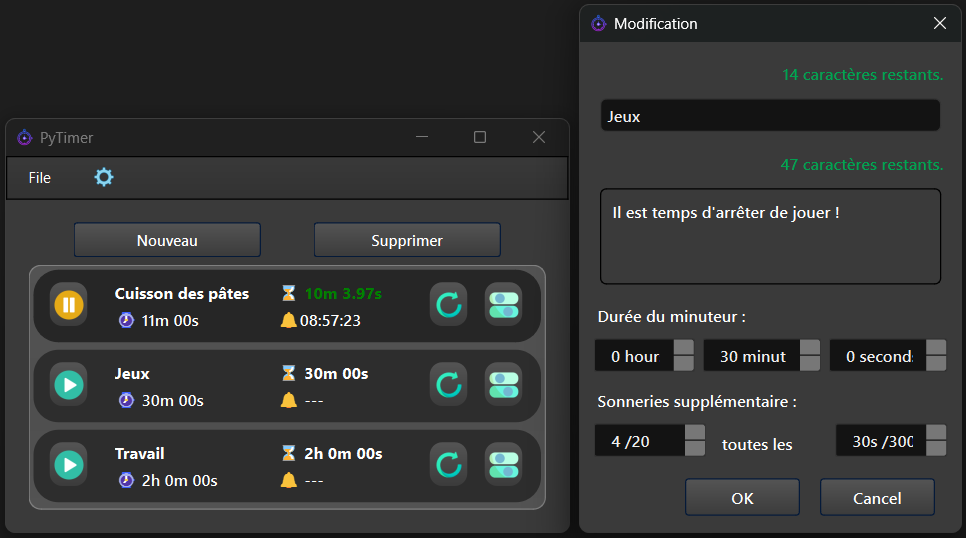 PyTimer
File
Nouveau
Supprimer
Cuisson des pâtes
10m 3.97s
11m 00s
08:57:23
Jeux
30m 00s
30m 00s
---
Travail
2h 0m 00s
2h 0m 00s
---
Modification
14 caractères restants.
Jeux
47 caractères restants.
Il est temps d'arrêter de jouer !
Durée du minuteur :
0 hour
30 minut
0 second
Sonneries supplémentaire :
4 /20
toutes les
30s /300
OK
Cancel